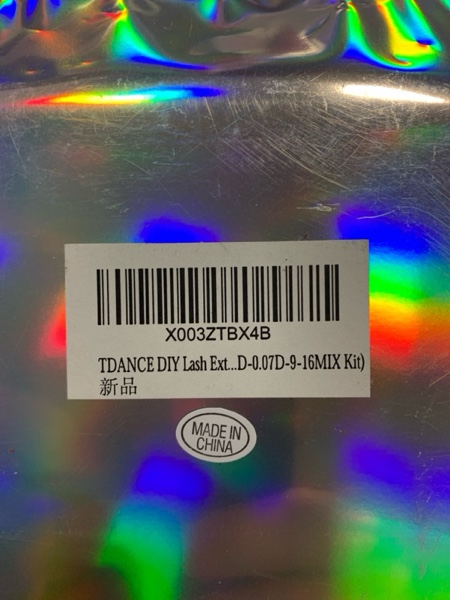 X003ZTBX4B
TDANCE DIY Lash Ext...D-0.07D-9-16MIX Kit)
新品
MADE IN
CHINA